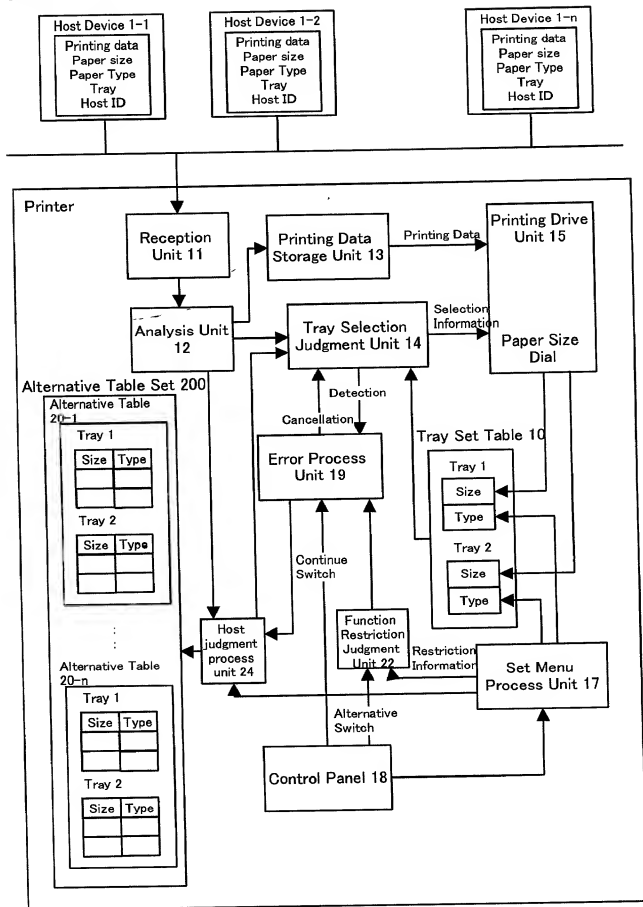 Host Device 1-1
Printing data
Paper size
Paper Type
Tray
Host ID
Host Device 1-2
Printing data
Paper size
Paper Type
Tray
Host ID
Host Device 1-n
Printing data
Paper size
Paper Type
Tray
Host ID
Printer
Reception
Unit 11
Printing Data
Storage Unit 13
Printing Data
Printing Drive
Unit 15
Paper Size
Dial
Analysis Unit
12
Tray Selection
Judgment Unit 14
Selection
Information
Detection
Cancellation
Alternative Table Set 200
Alternative Table
20-1
Tray 1
Size Type
Tray 2
Size Type
Error Process
Unit 19
Tray Set Table 10
Tray 1
Size
Type
Tray 2
Size
Type
Continue
Switch
Host
judgment
process
unit 24
Function
Restriction
Judgment
Unit 22
Restriction
Information
Set Menu
Process Unit 17
Alternative
Switch
Control Panel 18
Alternative Table
20-n
Tray 1
Size Type
Tray 2
Size Type